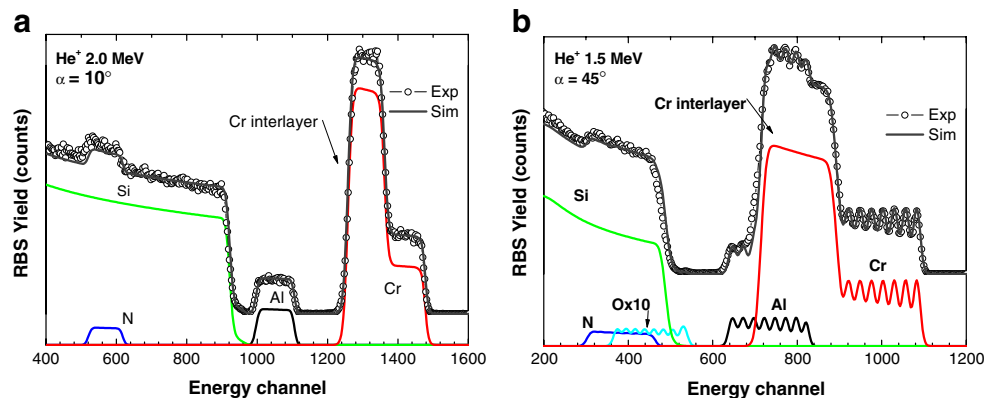 a
He+ 2.0 MeV
α = 10°
Exp
Sim
Cr interlayer
Si
N
Al
Cr
RBS Yield (counts)
400 600 800 1000 1200 1400 1600
Energy channel
b
He+ 1.5 MeV
α = 45°
Exp
Sim
Cr interlayer
Si
Cr
Ox10
N
Al
RBS Yield (counts)
200 400 600 800 1000 1200
Energy channel